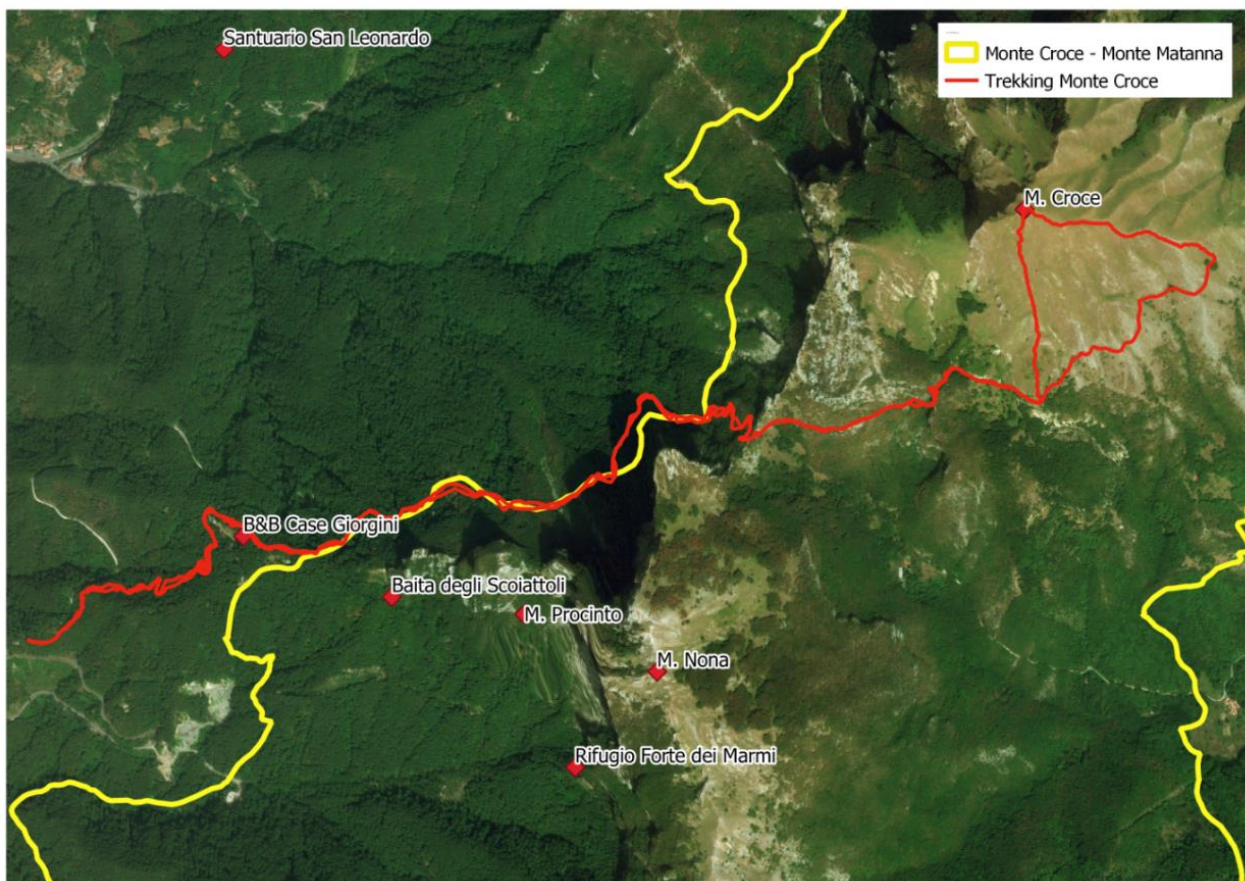 Santuario San Leonardo
Monte Croce - Monte Matanna
Trekking Monte Croce
M. Croce
B&B Case Giorgini
Baita degli Scoiattoli
M. Procinto
M. Nona
Rifugio Forte dei Marmi